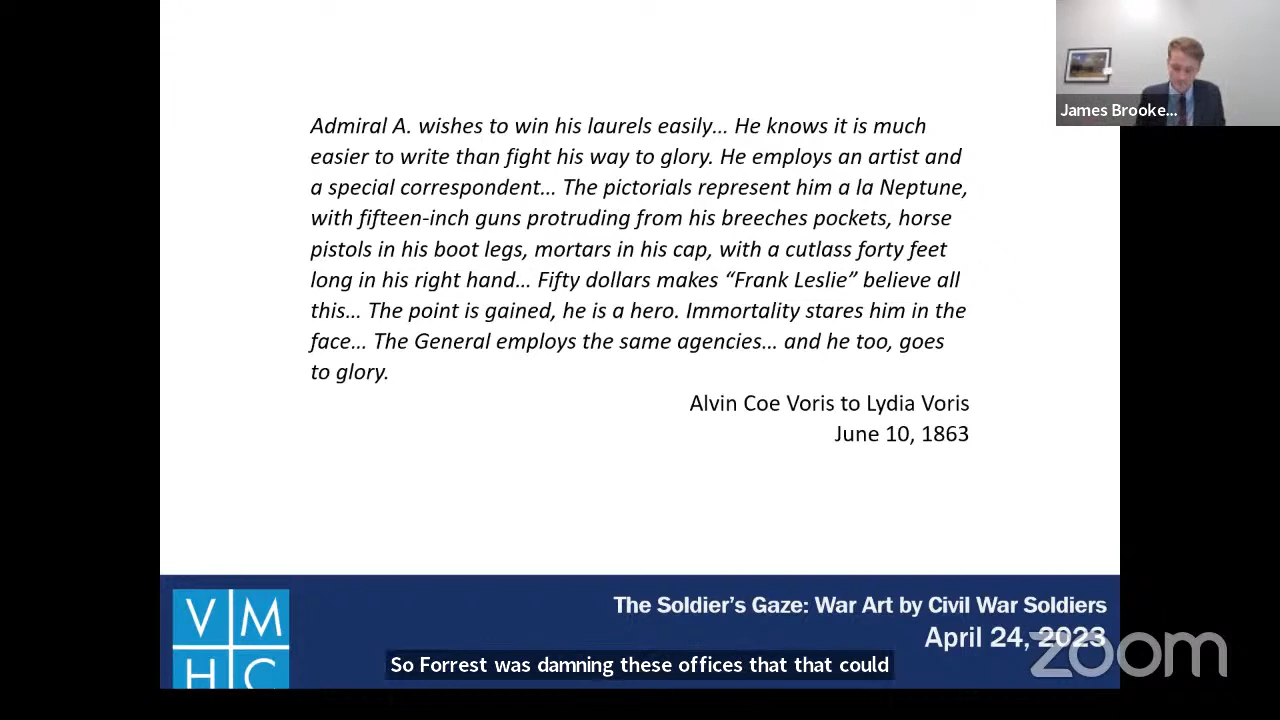 James Brooke...
Admiral A. wishes to win his laurels easily... He knows it is much
easier to write than fight his way to glory. He employs an artist and
a special correspondent... The pictorials represent him a la Neptune,
with fifteen-inch guns protruding from his breeches pockets, horse
pistols in his boot legs, mortars in his cap, with a cutlass forty feet
long in his right hand... Fifty dollars makes “Frank Leslie” believe all
this... The point is gained, he is a hero. Immortality stares him in the
face... The General employs the same agencies... and he too, goes
to glory.
Alvin Coe Voris to Lydia Voris
June 10, 1863
The Soldier's Gaze: War Art by Civil War Soldiers
April 24, 2023
VM
HC
zoom
So Forrest was damning these offices that that could